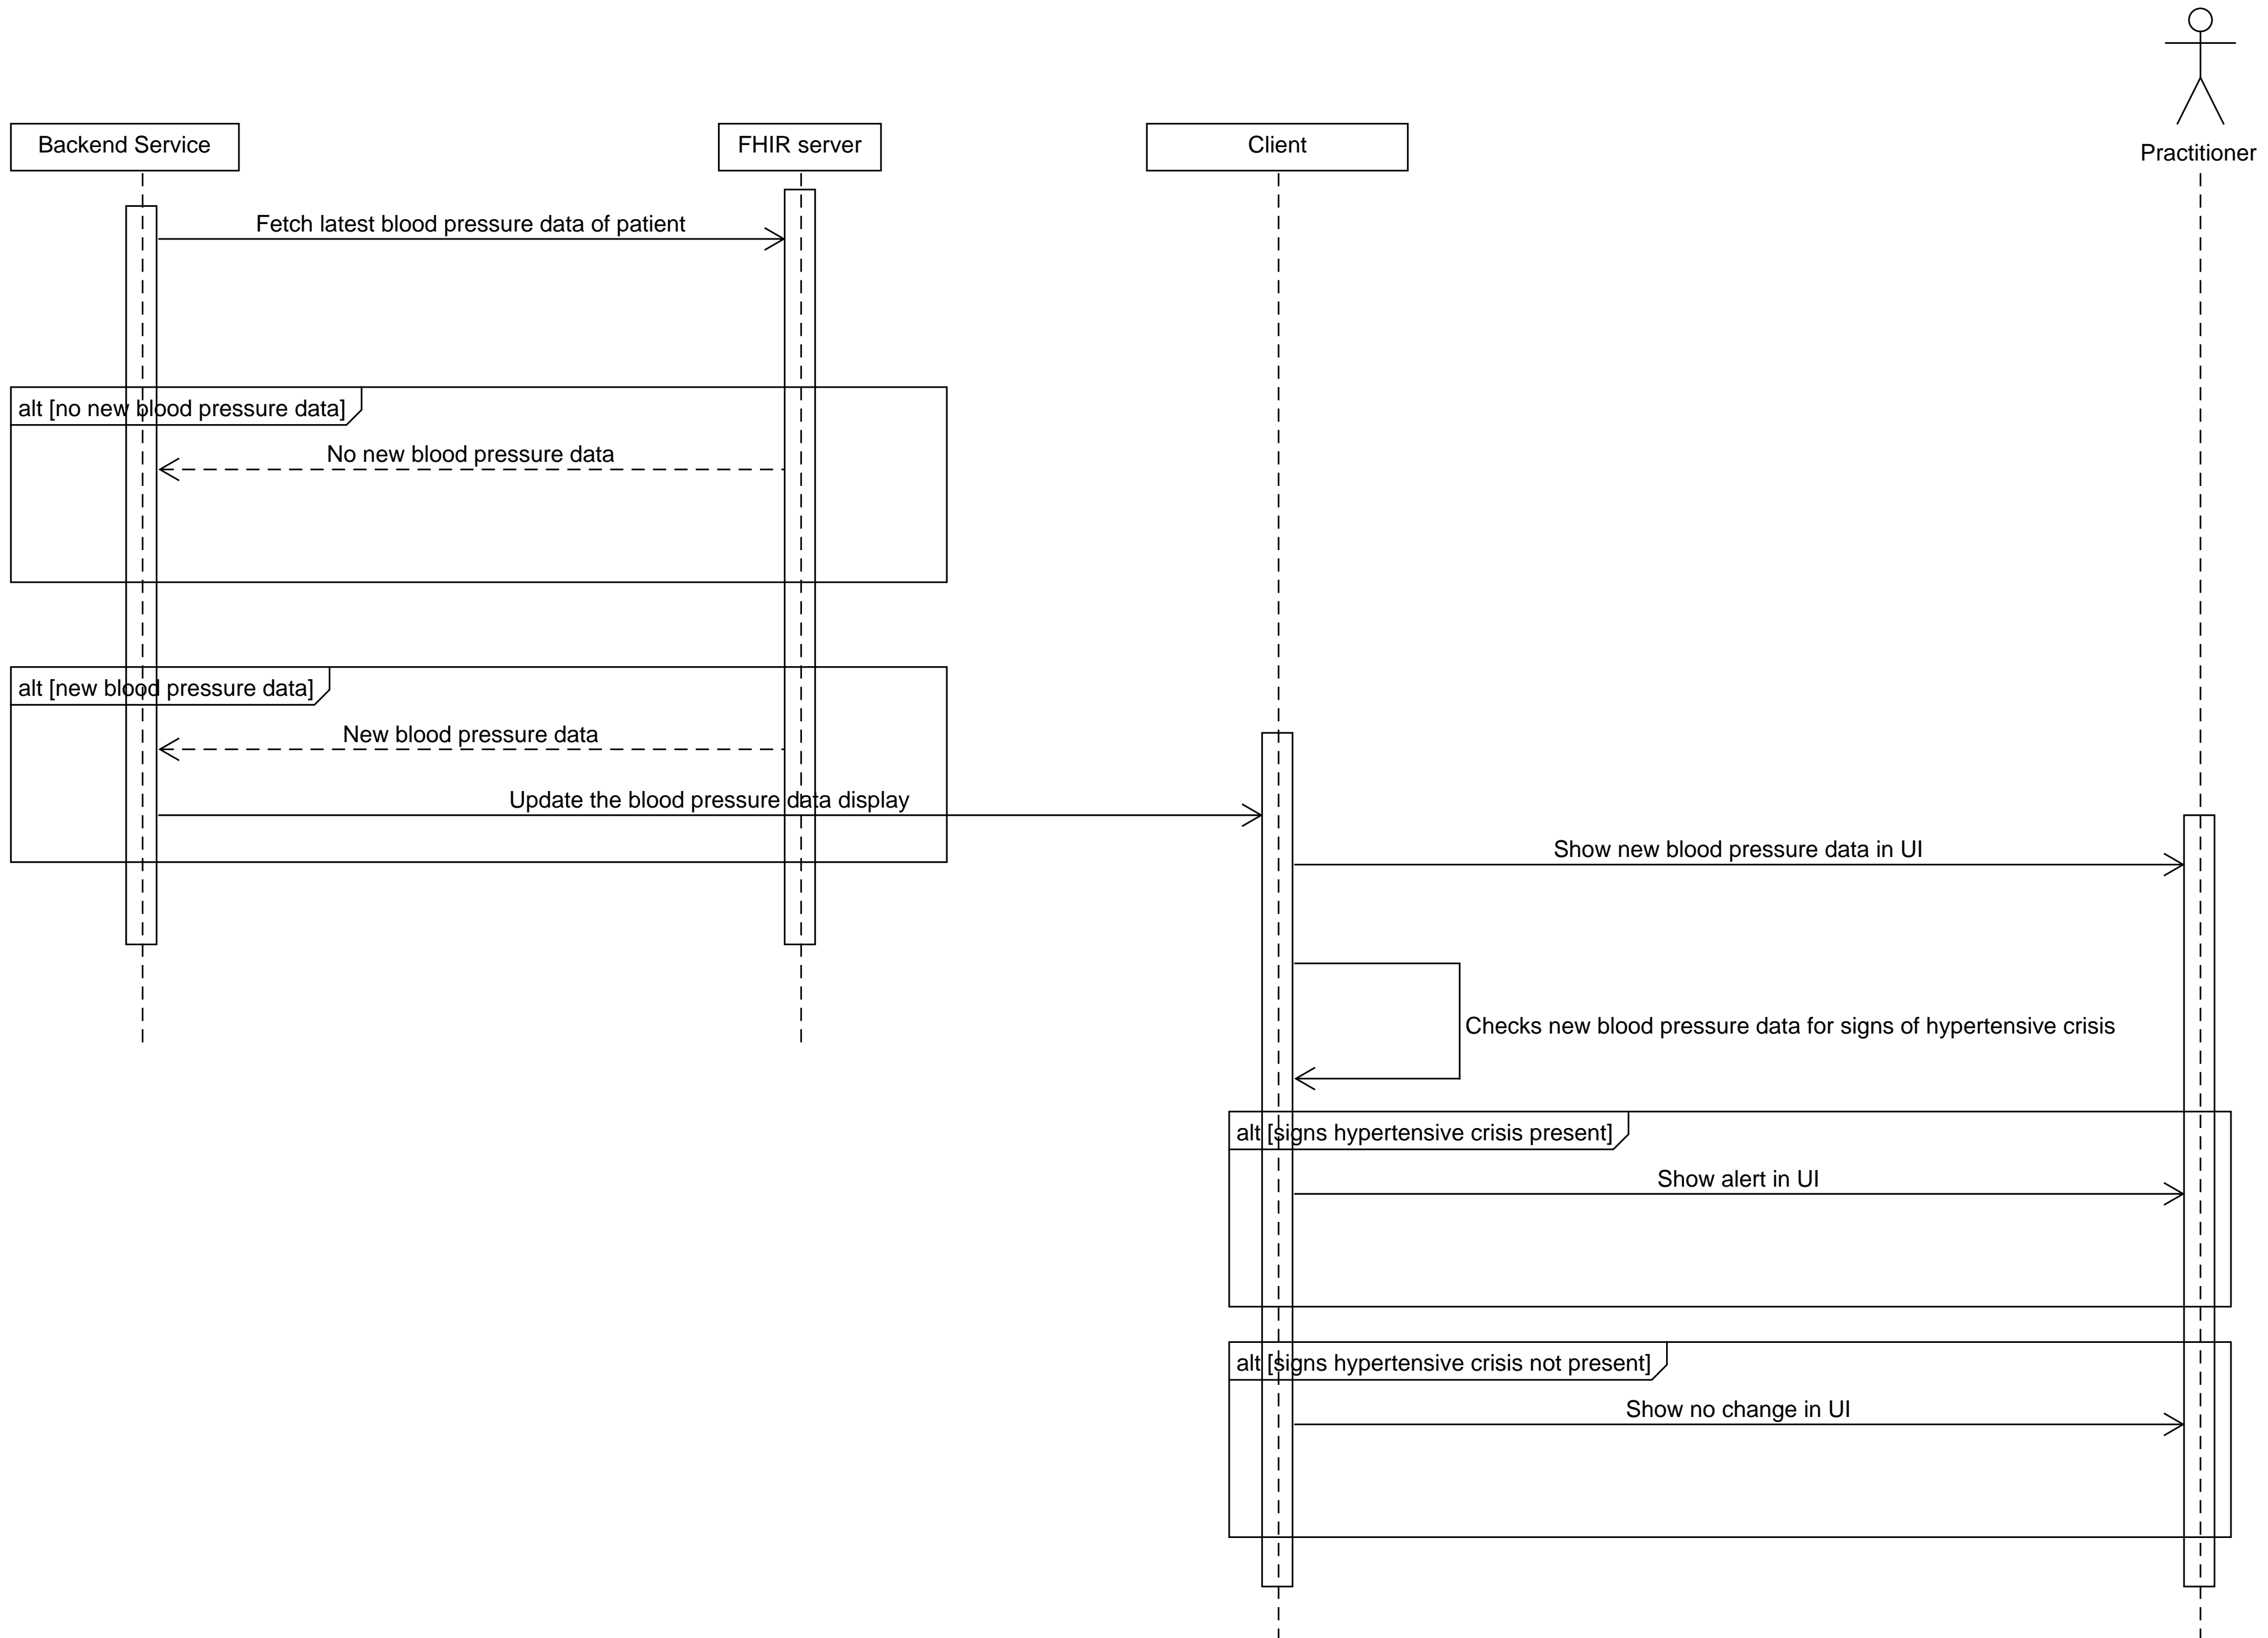 Backend Service
FHIR server
Client
Practitioner
Fetch latest blood pressure data of patient
alt [no new blood pressure data]
No new blood pressure data
alt [new blood pressure data]
New blood pressure data
Update the blood pressure data display
Show new blood pressure data in UI
Checks new blood pressure data for signs of hypertensive crisis
alt [signs hypertensive crisis present]
Show alert in UI
alt [signs hypertensive crisis not present]
Show no change in UI